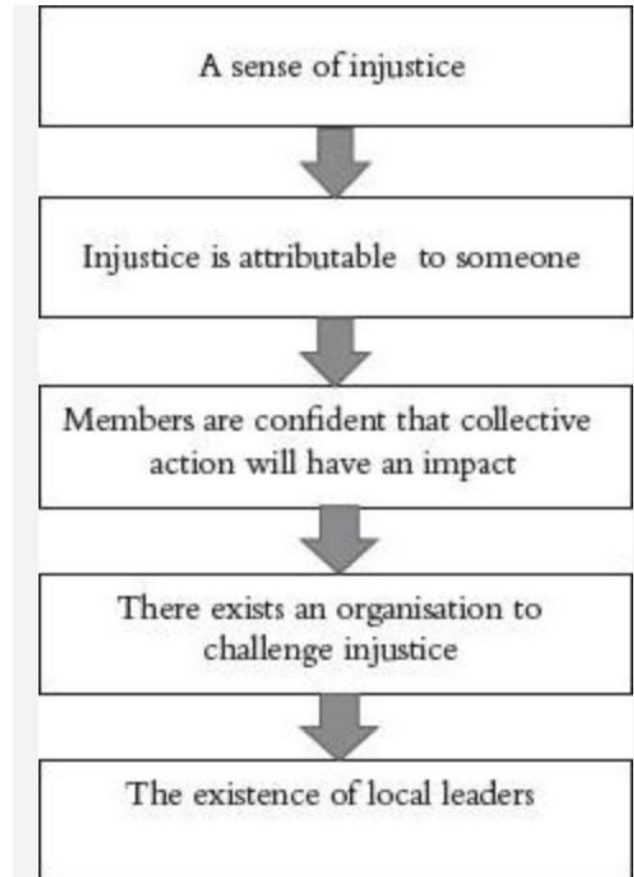 A sense of injustice
Injustice is attributable to someone
Members are confident that collective
action will have an impact
There exists an organisation to
challenge injustice
The existence of local leaders